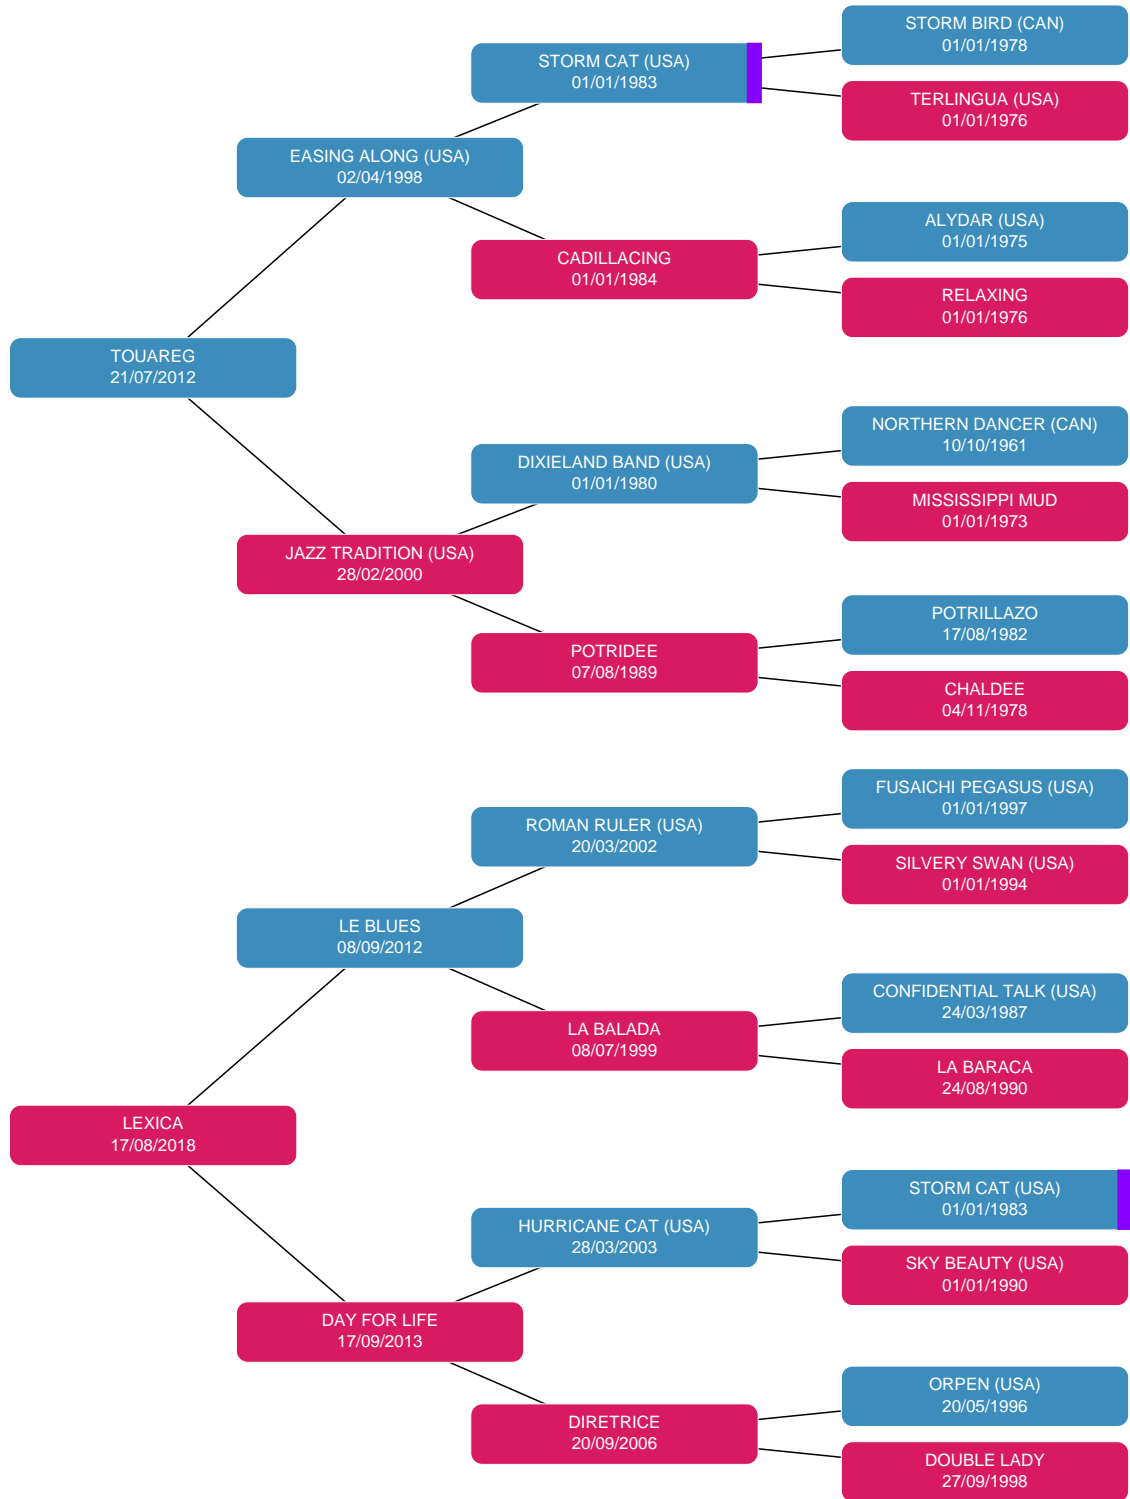 STORM BIRD (CAN)
01/01/1978
STORM CAT (USA)
01/01/1983
TERLINGUA (USA)
01/01/1976
EASING ALONG (USA)
02/04/1998
ALYDAR (USA)
01/01/1975
CADILLACING
01/01/1984
RELAXING
01/01/1976
TOUAREG
21/07/2012
NORTHERN DANCER (CAN)
10/10/1961
DIXIELAND BAND (USA)
01/01/1980
MISSISSIPPI MUD
01/01/1973
JAZZ TRADITION (USA)
28/02/2000
POTRILLAZO
17/08/1982
POTRIDEE
07/08/1989
CHALDEE
04/11/1978
FUSAICHI PEGASUS (USA)
01/01/1997
ROMAN RULER (USA)
20/03/2002
SILVERY SWAN (USA)
01/01/1994
LE BLUES
08/09/2012
CONFIDENTIAL TALK (USA)
24/03/1987
LA BALADA
08/07/1999
LA BARACA
24/08/1990
LEXICA
17/08/2018
STORM CAT (USA)
01/01/1983
HURRICANE CAT (USA)
28/03/2003
SKY BEAUTY (USA)
01/01/1990
DAY FOR LIFE
17/09/2013
ORPEN (USA)
20/05/1996
DIRETRICE
20/09/2006
DOUBLE LADY
27/09/1998